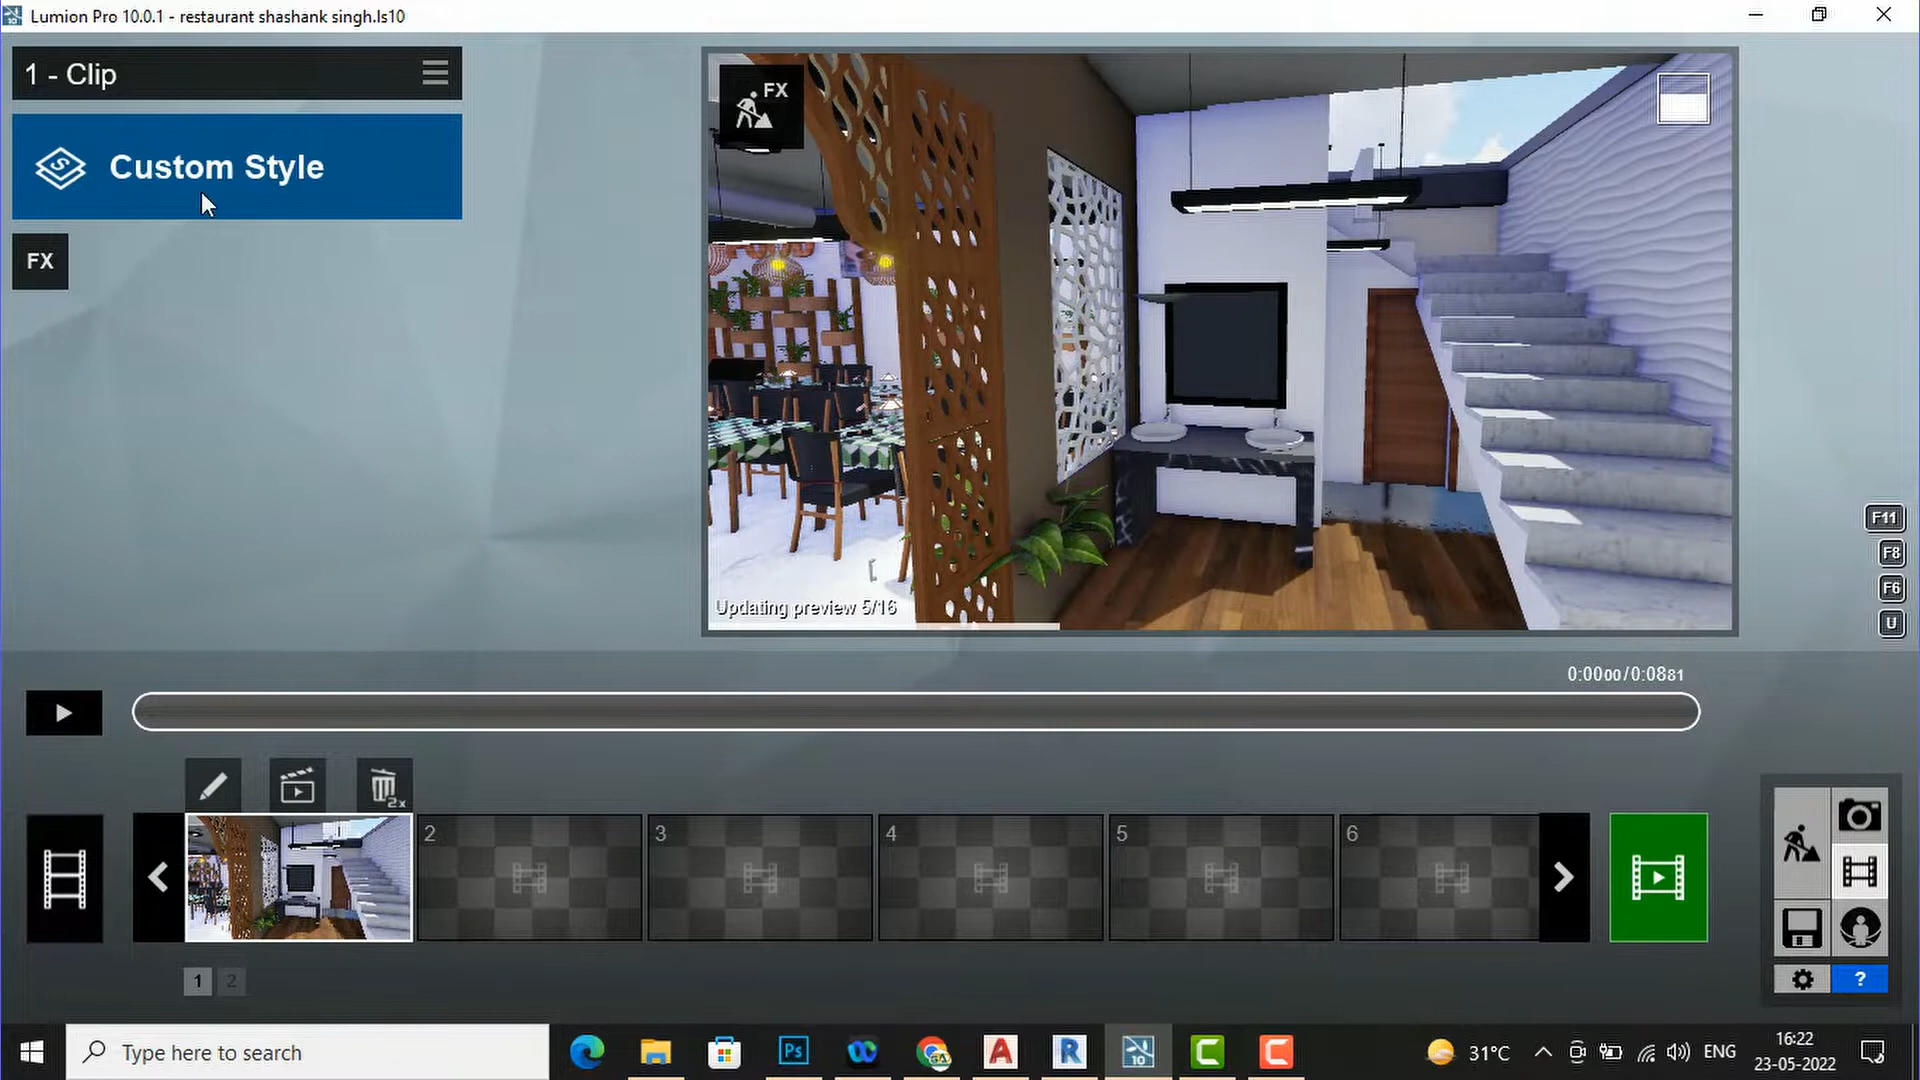 Lumion Pro 10.0.1 - restaurant shashank singh.ls10
1 - Clip
Custom Style
FX
FX
Updating preview 5/16
F11
F8
F6
U
0:0000/0:0881
2x
2
3
4
5
6
1
2
?
Type here to search
Ps
A
R
10
C
C
31°C
ENG
16:22
23-05-2022